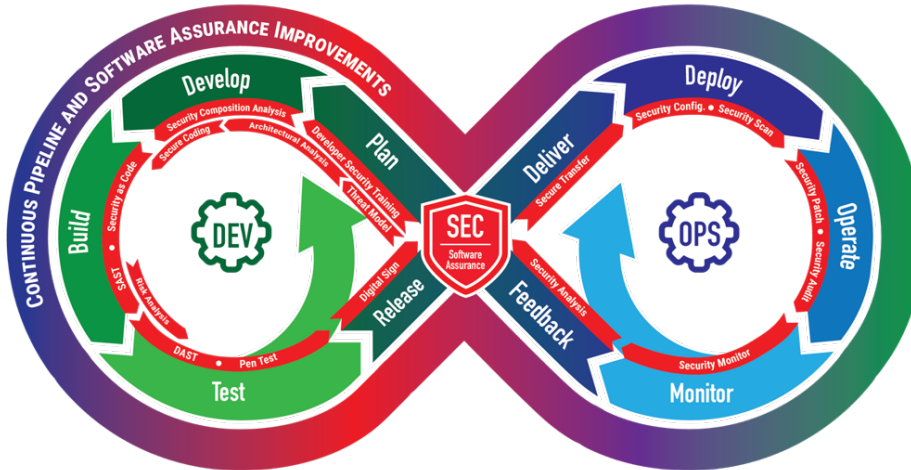 CONTINUOUS PIPELINE AND SOFTWARE ASSURANCE IMPROVEMENTS
Plan
Developer Security Training
Threat Model
Architectural Analysis
Develop
Security Composition Analysis
Secure Coding
Build
Security as Code • SAST
Risk Analysis
DEV
Test
DAST • Pen Test
Release
Digital Sign
SEC
Software
Assurance
Deliver
Secure Transfer
Deploy
Security Config. • Security Scan
Operate
Security Patch • Security Audit
OPS
Monitor
Security Monitor
Feedback
Security Analysis